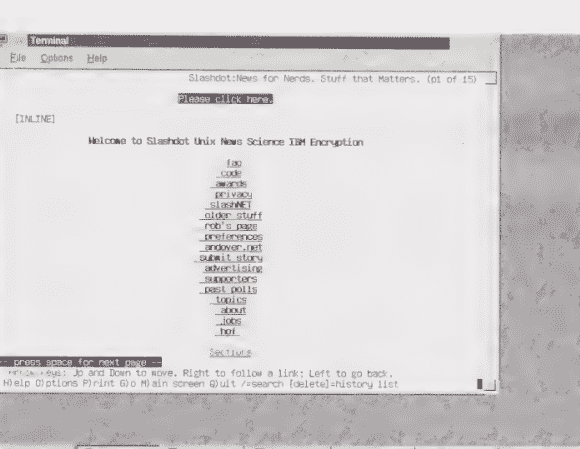 Terminal
File Options Help
Slashdot:News for Nerds. Stuff that Matters. (p1 of 15)
Please click here.
[INLINE]
Welcome to Slashdot Unix News Science IBM Encryption
faq
code
awards
privacy
slashNET
older stuff
rob's page
preferences
andover.net
submit story
advertising
supporters
past polls
topics
about
jobs
hof
Sections
-- press space for next page --
Arrow keys: Up and Down to move. Right to follow a link; Left to go back.
H)elp O)ptions P)rint G)o M)ain screen Q)uit /=search [delete]=history list